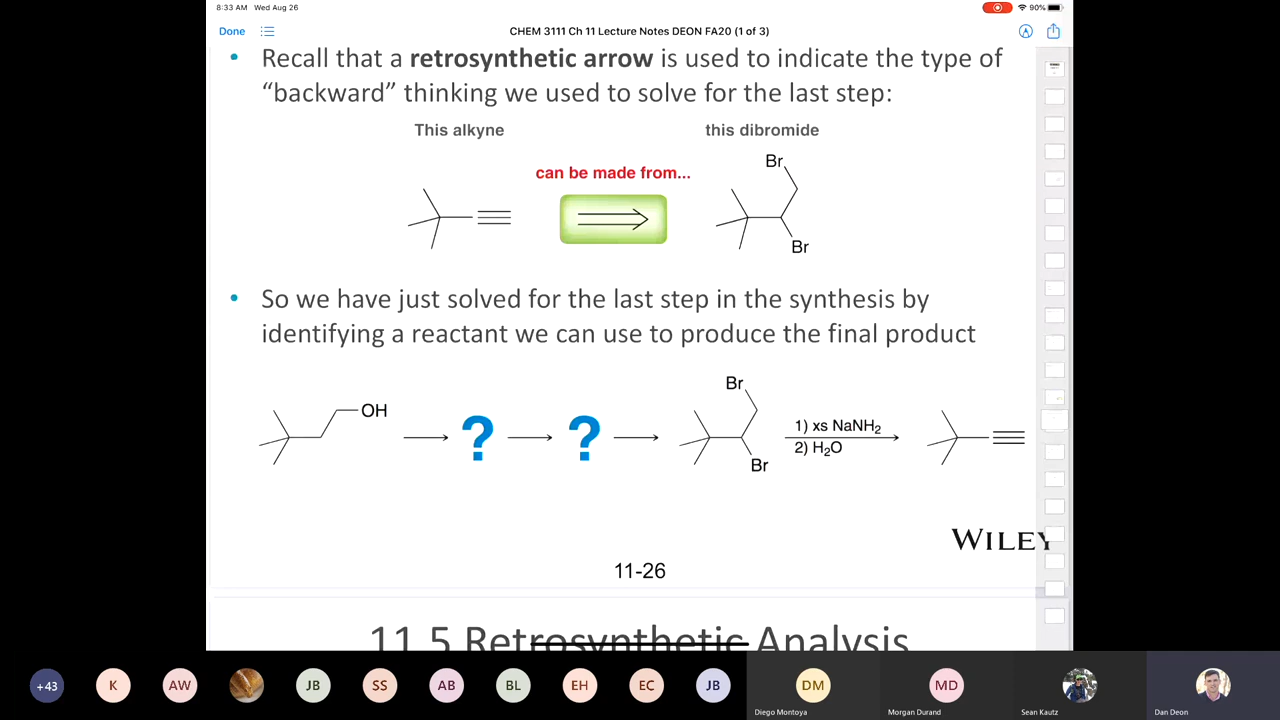 8:33 AM Wed Aug 26
90%
Done
CHEM 3111 Ch 11 Lecture Notes DEON FA20 (1 of 3)
• Recall that a retrosynthetic arrow is used to indicate the type of
“backward” thinking we used to solve for the last step:
This alkyne
this dibromide
can be made from...
Br
Br
• So we have just solved for the last step in the synthesis by
identifying a reactant we can use to produce the final product
OH
?
?
Br
Br
1) xs NaNH₂
2) H₂O
WILEY
11-26
11.5 Retrosynthetic Analysis
+43
K
AW
JB
SS
AB
BL
EH
EC
JB
DM
MD
Diego Montoya
Morgan Durand
Sean Kautz
Dan Deon